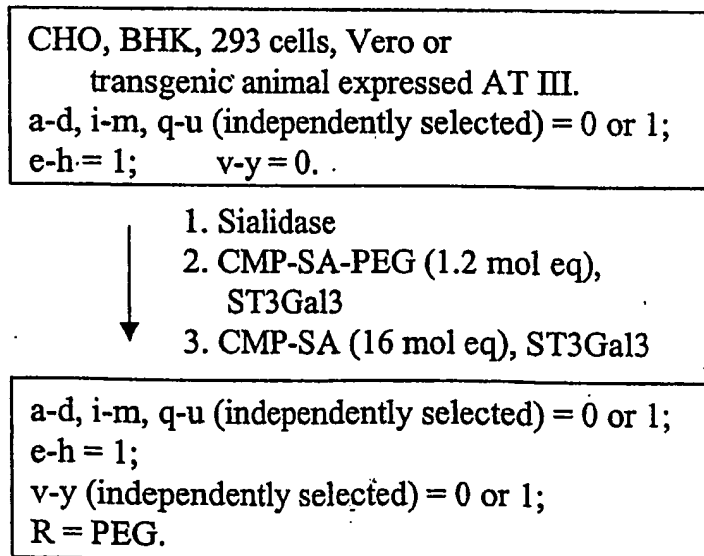 CHO, BHK, 293 cells, Vero or
transgenic animal expressed AT III.
a-d, i-m, q-u (independently selected) = 0 or 1;
e-h = 1; v-y = 0.
1. Sialidase
2. CMP-SA-PEG (1.2 mol eq),
ST3Gal3
3. CMP-SA (16 mol eq), ST3Gal3
a-d, i-m, q-u (independently selected) = 0 or 1;
e-h = 1;
v-y (independently selected) = 0 or 1;
R = PEG.